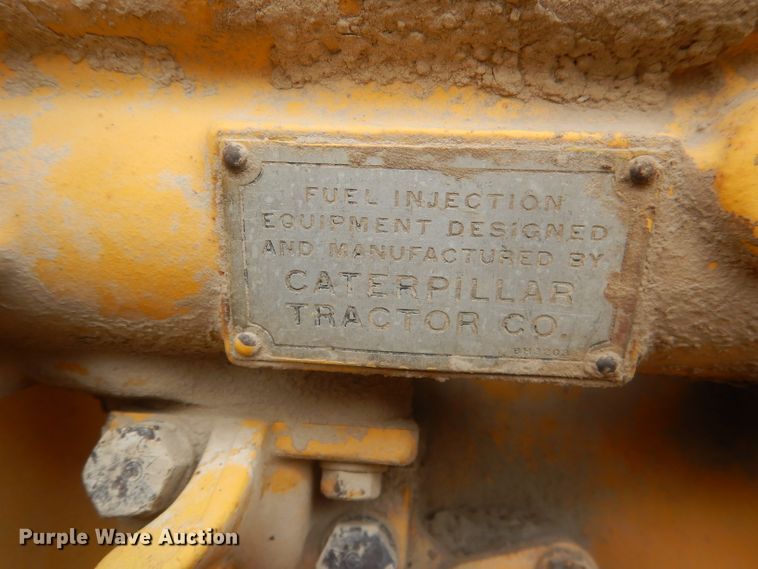 FUEL INJECTION
EQUIPMENT DESIGNED
AND MANUFACTURED BY
CATERPILLAR
TRACTOR CO.
Purple Wave Auction